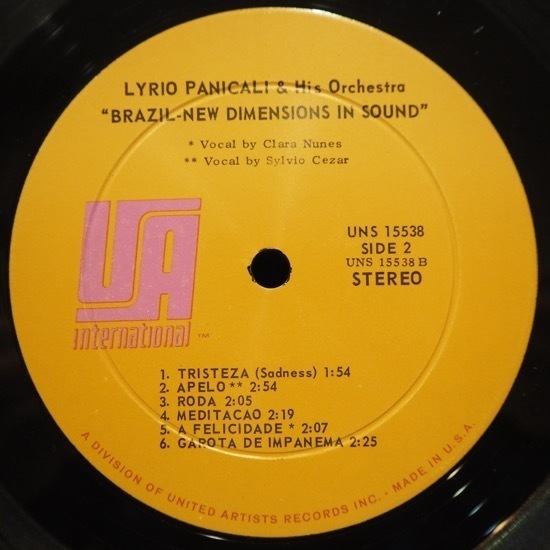 LYRIO PANICALI & His Orchestra
"BRAZIL-NEW DIMENSIONS IN SOUND"
* Vocal by Clara Nunes
** Vocal by Sylvio Cezar
UA
international ™
UNS 15538
SIDE 2
UNS 15538 B
STEREO
1. TRISTEZA (Sadness) 1:54
2. APELO ** 2:54
3. RODA 2:05
4. MEDITACAO 2:19
5. A FELICIDADE * 2:07
6. GAROTA DE IMPANEMA 2:25
A DIVISION OF UNITED ARTISTS RECORDS INC. • MADE IN U.S.A.